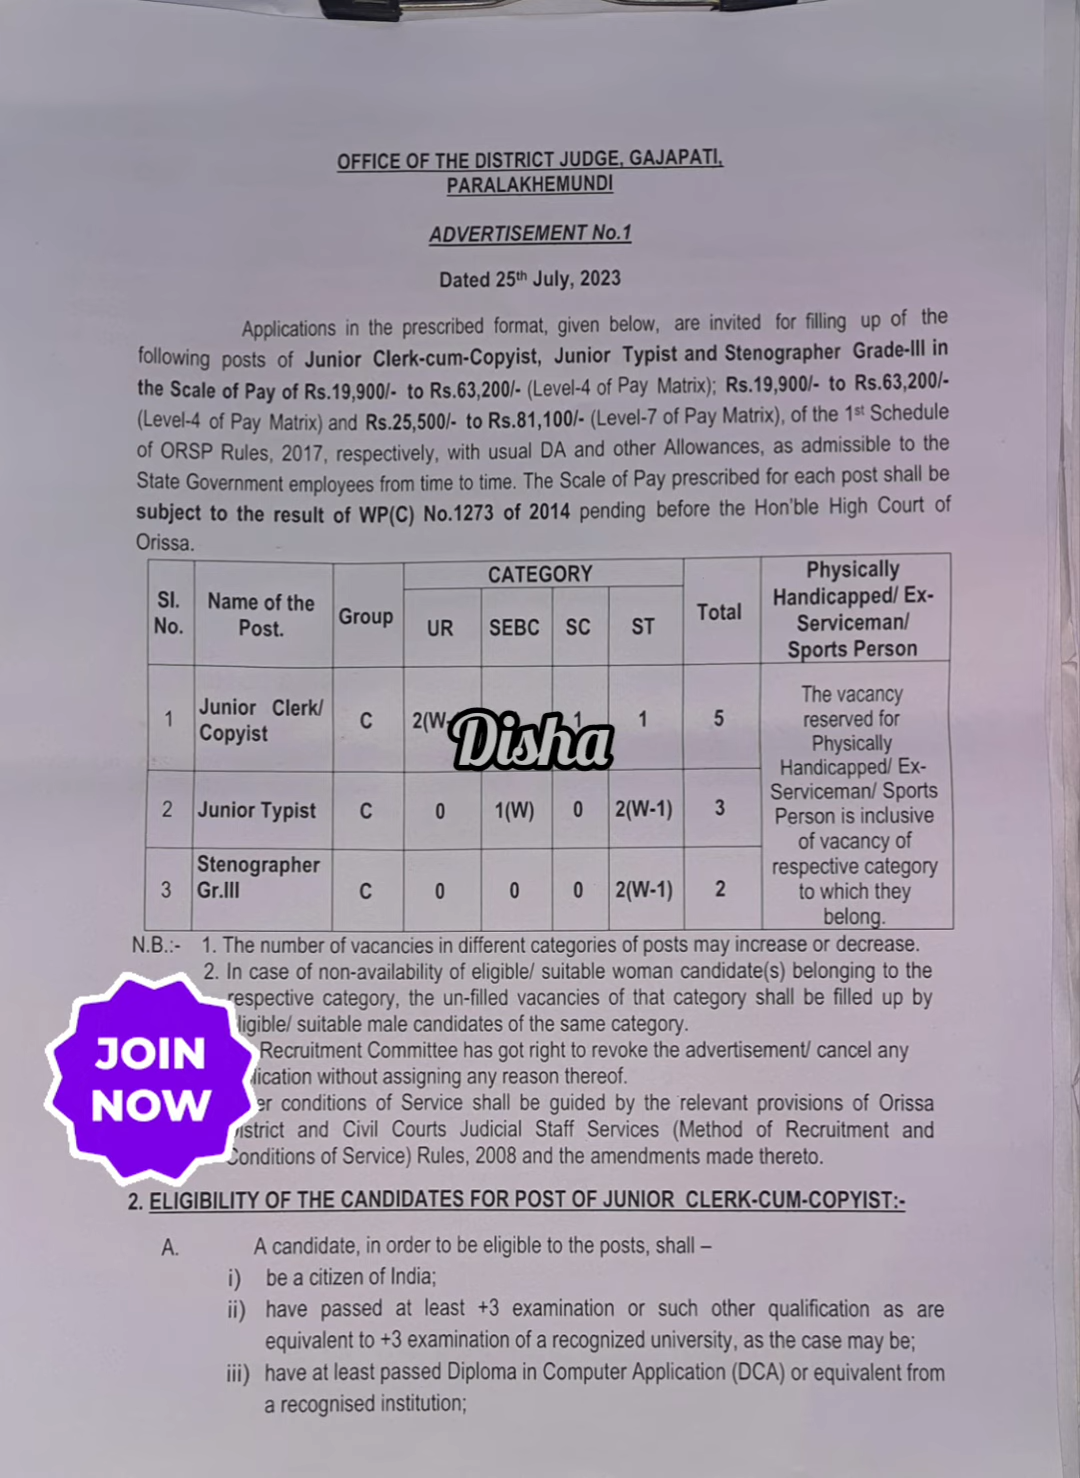 OFFICE OF THE DISTRICT JUDGE, GAJAPATI,
PARALAKHEMUNDI
ADVERTISEMENT No.1
Dated 25th July, 2023
Applications in the prescribed format, given below, are invited for filling up of the
following posts of Junior Clerk-cum-Copyist, Junior Typist and Stenographer Grade-III in
the Scale of Pay of Rs.19,900/- to Rs.63,200/- (Level-4 of Pay Matrix); Rs.19,900/- to Rs.63,200/-
(Level-4 of Pay Matrix) and Rs.25,500/- to Rs.81,100/- (Level-7 of Pay Matrix), of the 1st Schedule
of ORSP Rules, 2017, respectively, with usual DA and other Allowances, as admissible to the
State Government employees from time to time. The Scale of Pay prescribed for each post shall be
subject to the result of WP(C) No.1273 of 2014 pending before the Hon'ble High Court of
Orissa.
Sl. No. Name of the Post. Group CATEGORY Total Physically Handicapped/ Ex-Serviceman/ Sports Person
UR SEBC SC ST
1 Junior Clerk/ Copyist C 2(W- 1 1 5
2 Junior Typist C 0 1(W) 0 2(W-1) 3
3 Stenographer Gr.III C 0 0 0 2(W-1) 2
The vacancy
reserved for
Physically
Handicapped/ Ex-
Serviceman/ Sports
Person is inclusive
of vacancy of
respective category
to which they
belong.
Disha
N.B.:- 1. The number of vacancies in different categories of posts may increase or decrease.
2. In case of non-availability of eligible/ suitable woman candidate(s) belonging to the
respective category, the un-filled vacancies of that category shall be filled up by
ligible/ suitable male candidates of the same category.
Recruitment Committee has got right to revoke the advertisement/ cancel any
lication without assigning any reason thereof.
er conditions of Service shall be guided by the relevant provisions of Orissa
istrict and Civil Courts Judicial Staff Services (Method of Recruitment and
Conditions of Service) Rules, 2008 and the amendments made thereto.
JOIN
NOW
2. ELIGIBILITY OF THE CANDIDATES FOR POST OF JUNIOR CLERK-CUM-COPYIST:-
A. A candidate, in order to be eligible to the posts, shall –
i) be a citizen of India;
ii) have passed at least +3 examination or such other qualification as are
equivalent to +3 examination of a recognized university, as the case may be;
iii) have at least passed Diploma in Computer Application (DCA) or equivalent from
a recognised institution;